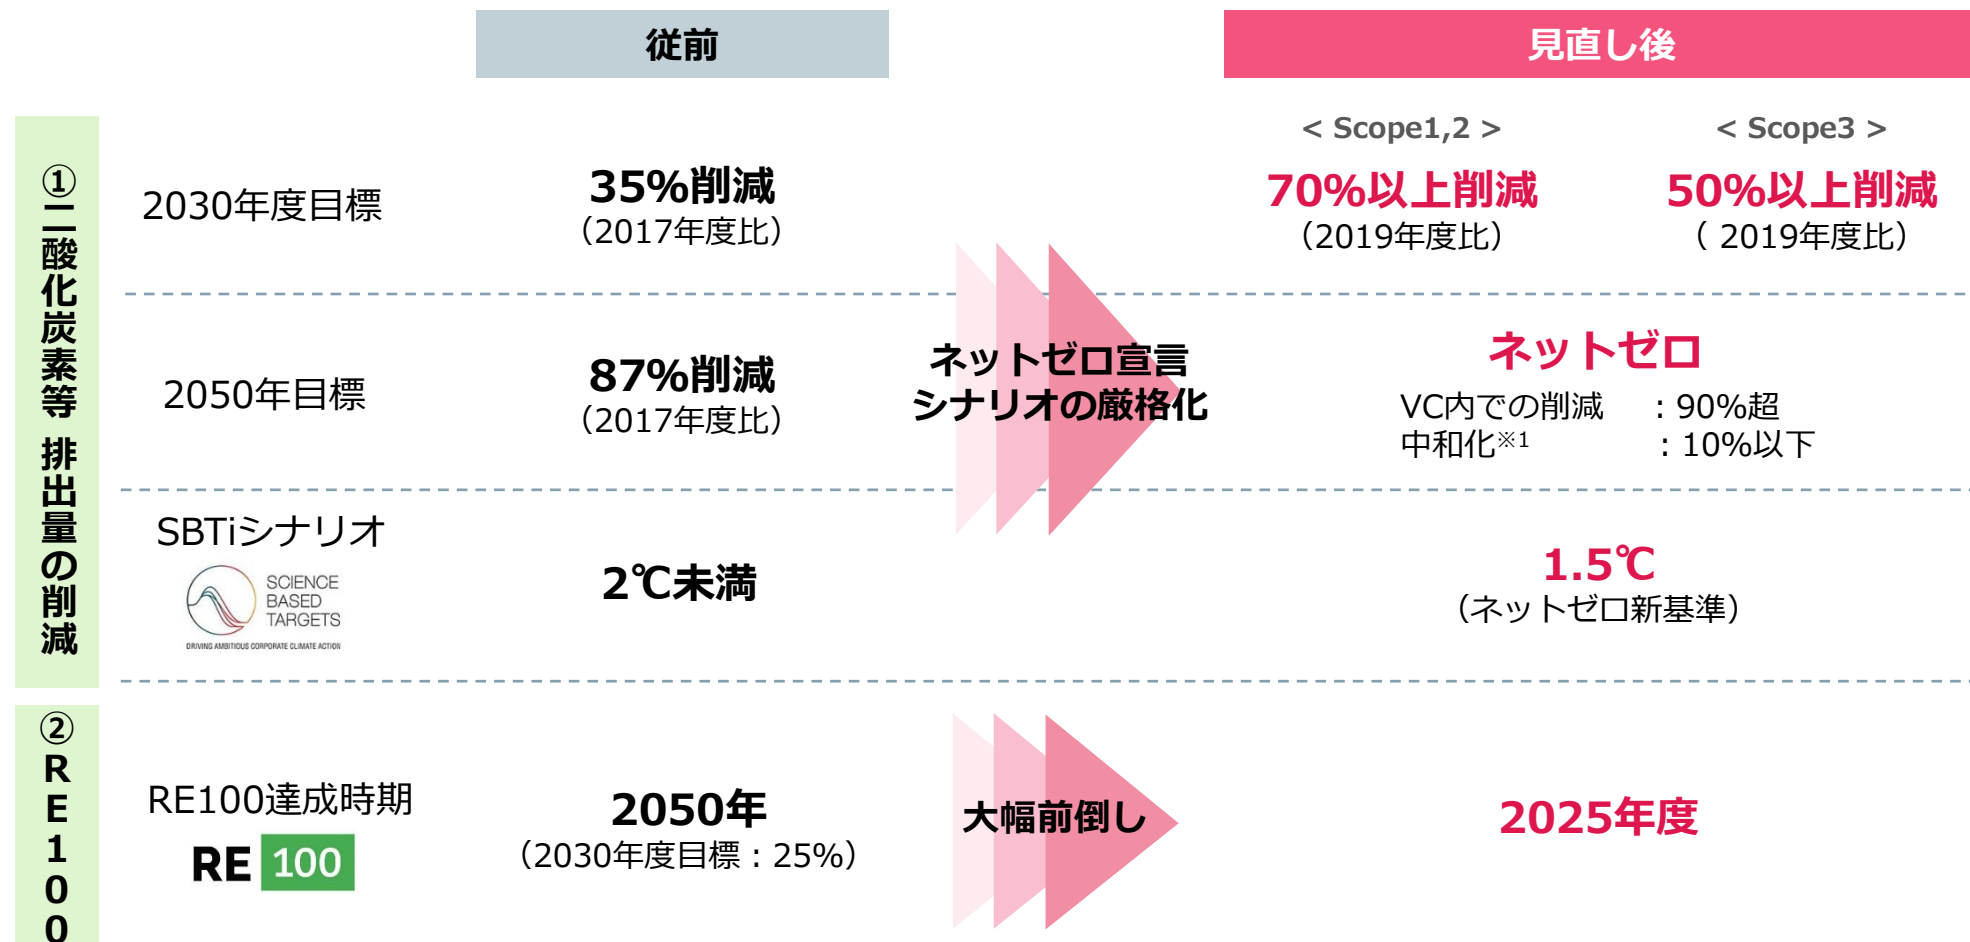 従前
見直し後
①二酸化炭素等 排出量の削減
< Scope1,2 >
< Scope3 >
2030年度目標
35%削減
（2017年度比）
70%以上削減
（2019年度比）
50%以上削減
（ 2019年度比）
2050年目標
87%削減
（2017年度比）
ネットゼロ宣言
シナリオの厳格化
ネットゼロ
VC内での削減 ：90%超
中和化※1 ：10%以下
SBTiシナリオ
SCIENCE
BASED
TARGETS
DRIVING AMBITIOUS CORPORATE CLIMATE ACTION
2℃未満
1.5℃
（ネットゼロ新基準）
②RE100
RE100達成時期
RE 100
2050年
（2030年度目標：25%）
大幅前倒し
2025年度